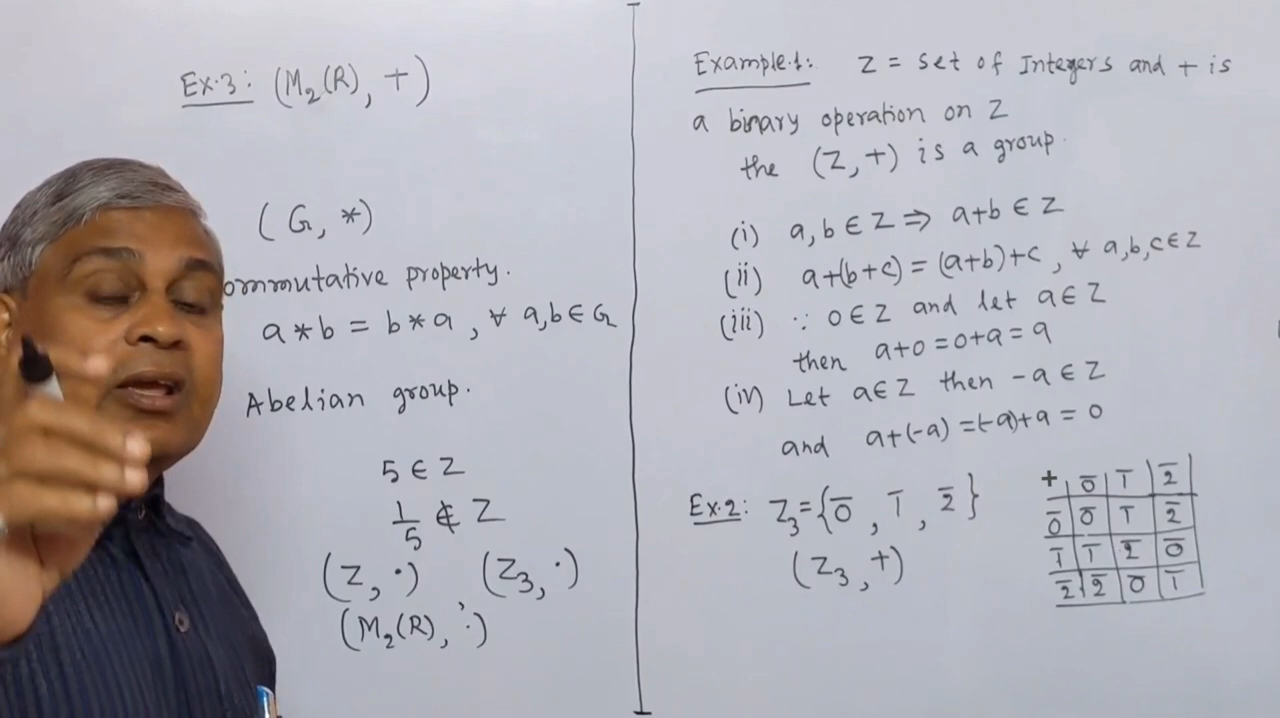 Ex.3: (M₂(R), +)
(G, *)
ommutative property.
a * b = b * a , ∀ a,b ∈ G
Abelian group.
5 ∈ Z
1/5 ∉ Z
(Z, ·) , (Z₃, ·)
(M₂(R), ·)
Example.1: Z = set of Integers and + is
a binary operation on Z
the (Z, +) is a group.
(i) a, b ∈ Z ⇒ a+b ∈ Z
(ii) a+(b+c) = (a+b)+c , ∀ a,b,c ∈ Z
(iii) ∵ 0 ∈ Z and let a ∈ Z
then a+0 = 0+a = a
(iv) Let a ∈ Z then -a ∈ Z
and a+(-a) = (-a)+a = 0
Ex.2: Z₃ = {0̅ , 1̅ , 2̅ }
(Z₃, +)
+ 0̅ 1̅ 2̅
0̅ 0̅ 1̅ 2̅
1̅ 1̅ 2̅ 0̅
2̅ 2̅ 0̅ 1̅